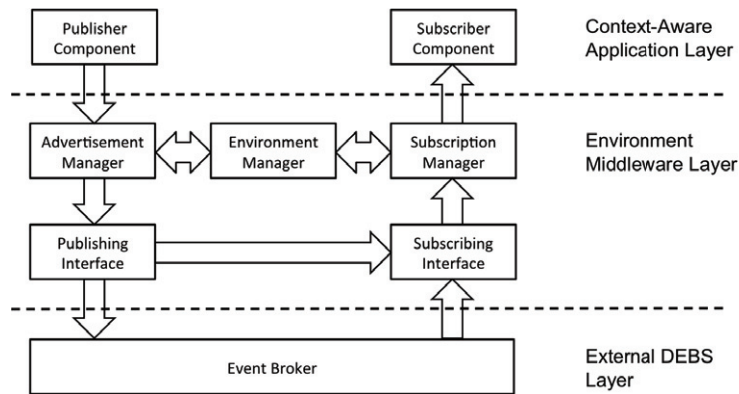 Publisher
Component
Subscriber
Component
Context-Aware
Application Layer
Advertisement
Manager
Environment
Manager
Subscription
Manager
Environment
Middleware Layer
Publishing
Interface
Subscribing
Interface
Event Broker
External DEBS
Layer